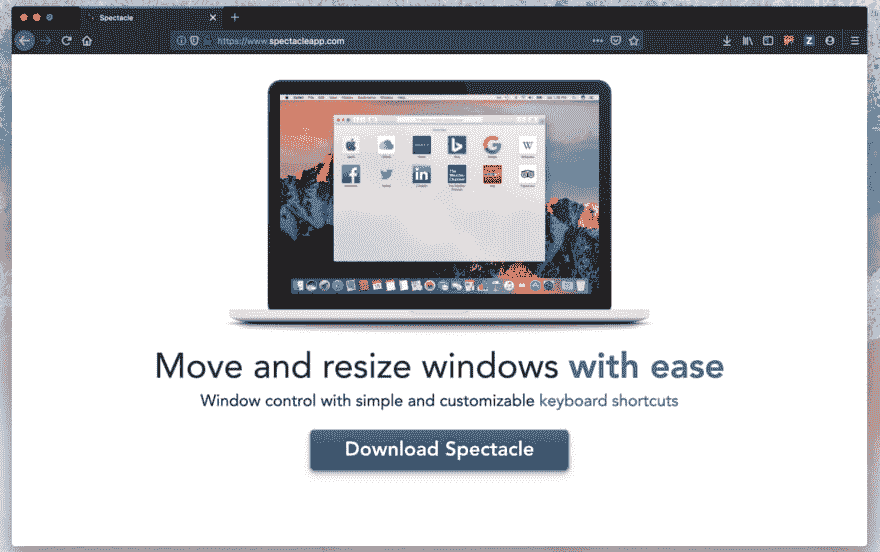 Spectacle
https://www.spectacleapp.com
Move and resize windows with ease
Window control with simple and customizable keyboard shortcuts
Download Spectacle